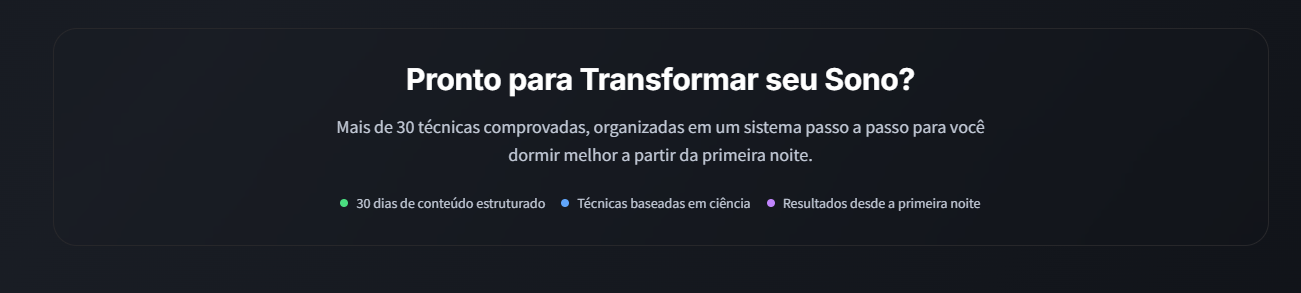 Pronto para Transformar seu Sono?
Mais de 30 técnicas comprovadas, organizadas em um sistema passo a passo para você
dormir melhor a partir da primeira noite.
30 dias de conteúdo estruturado Técnicas baseadas em ciência Resultados desde a primeira noite